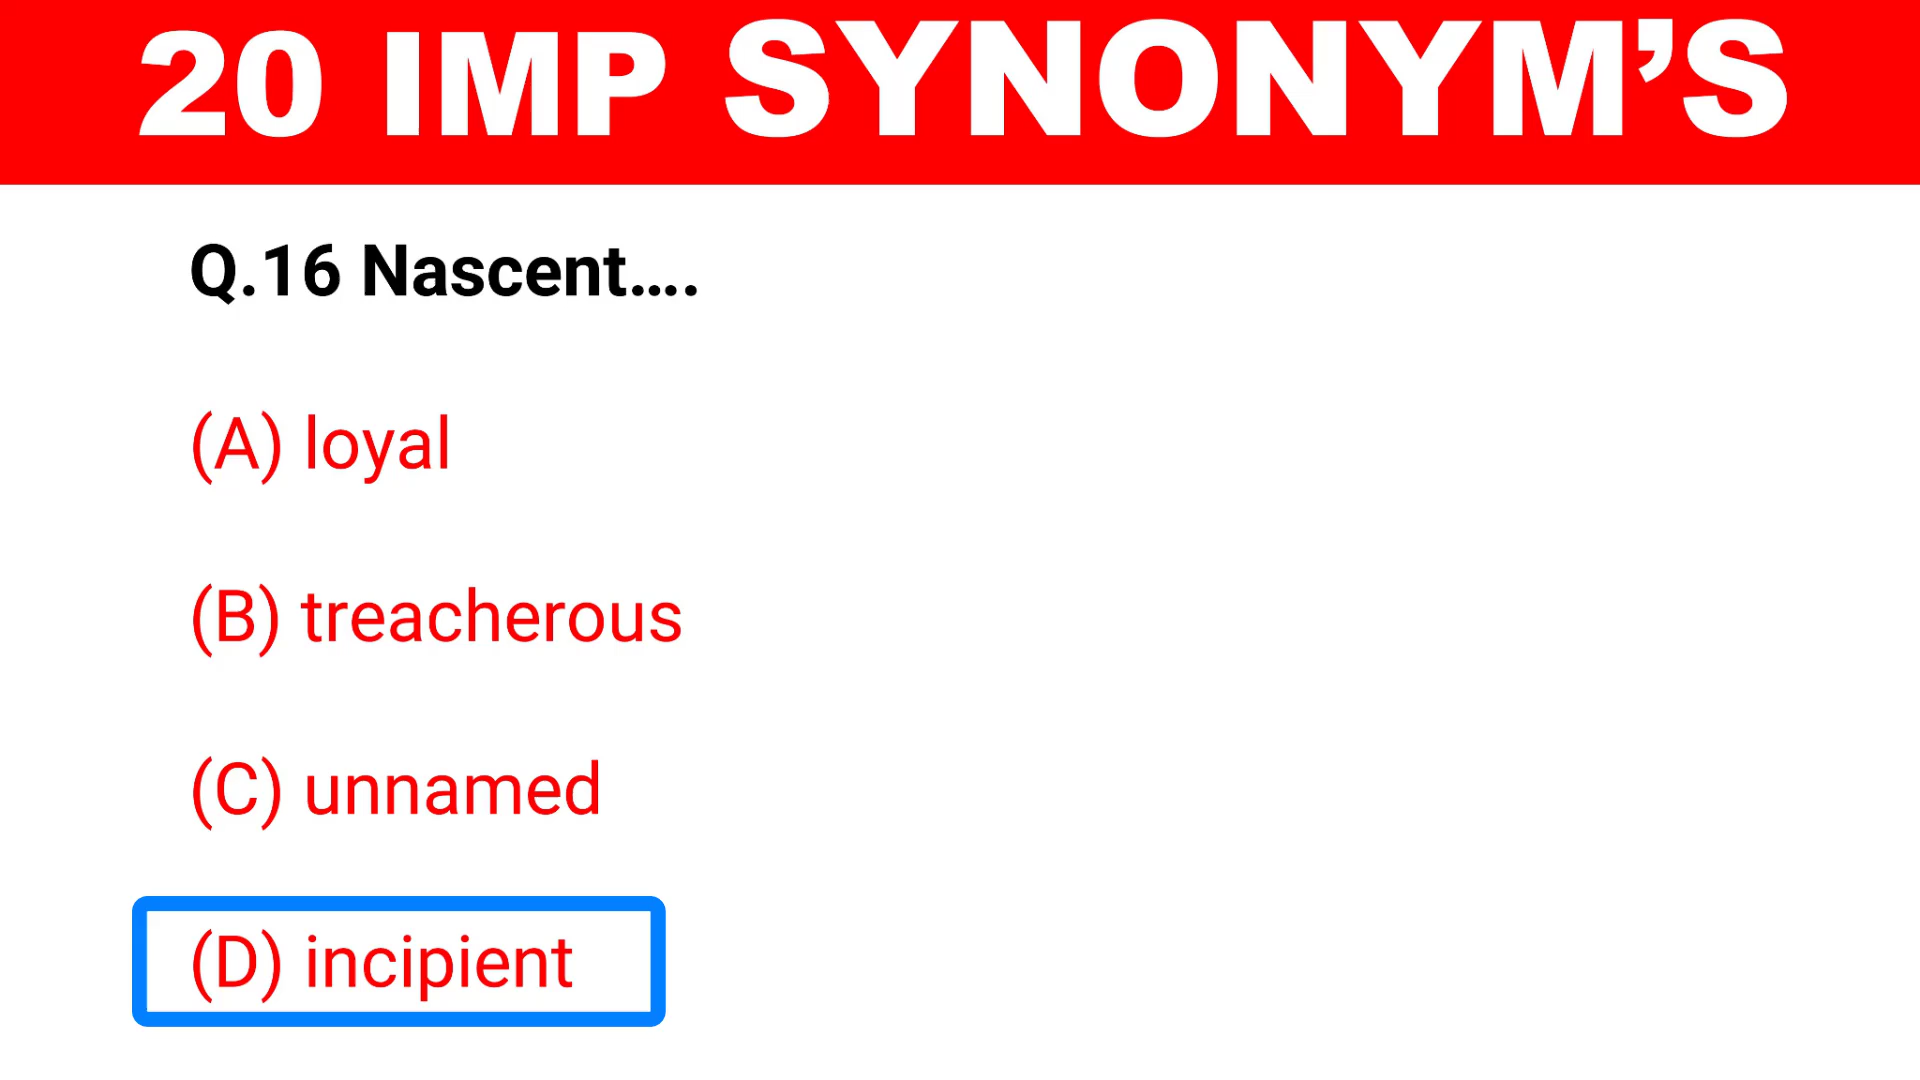 20 IMP SYNONYM’S
Q.16 Nascent....
(A) loyal
(B) treacherous
(C) unnamed
(D) incipient